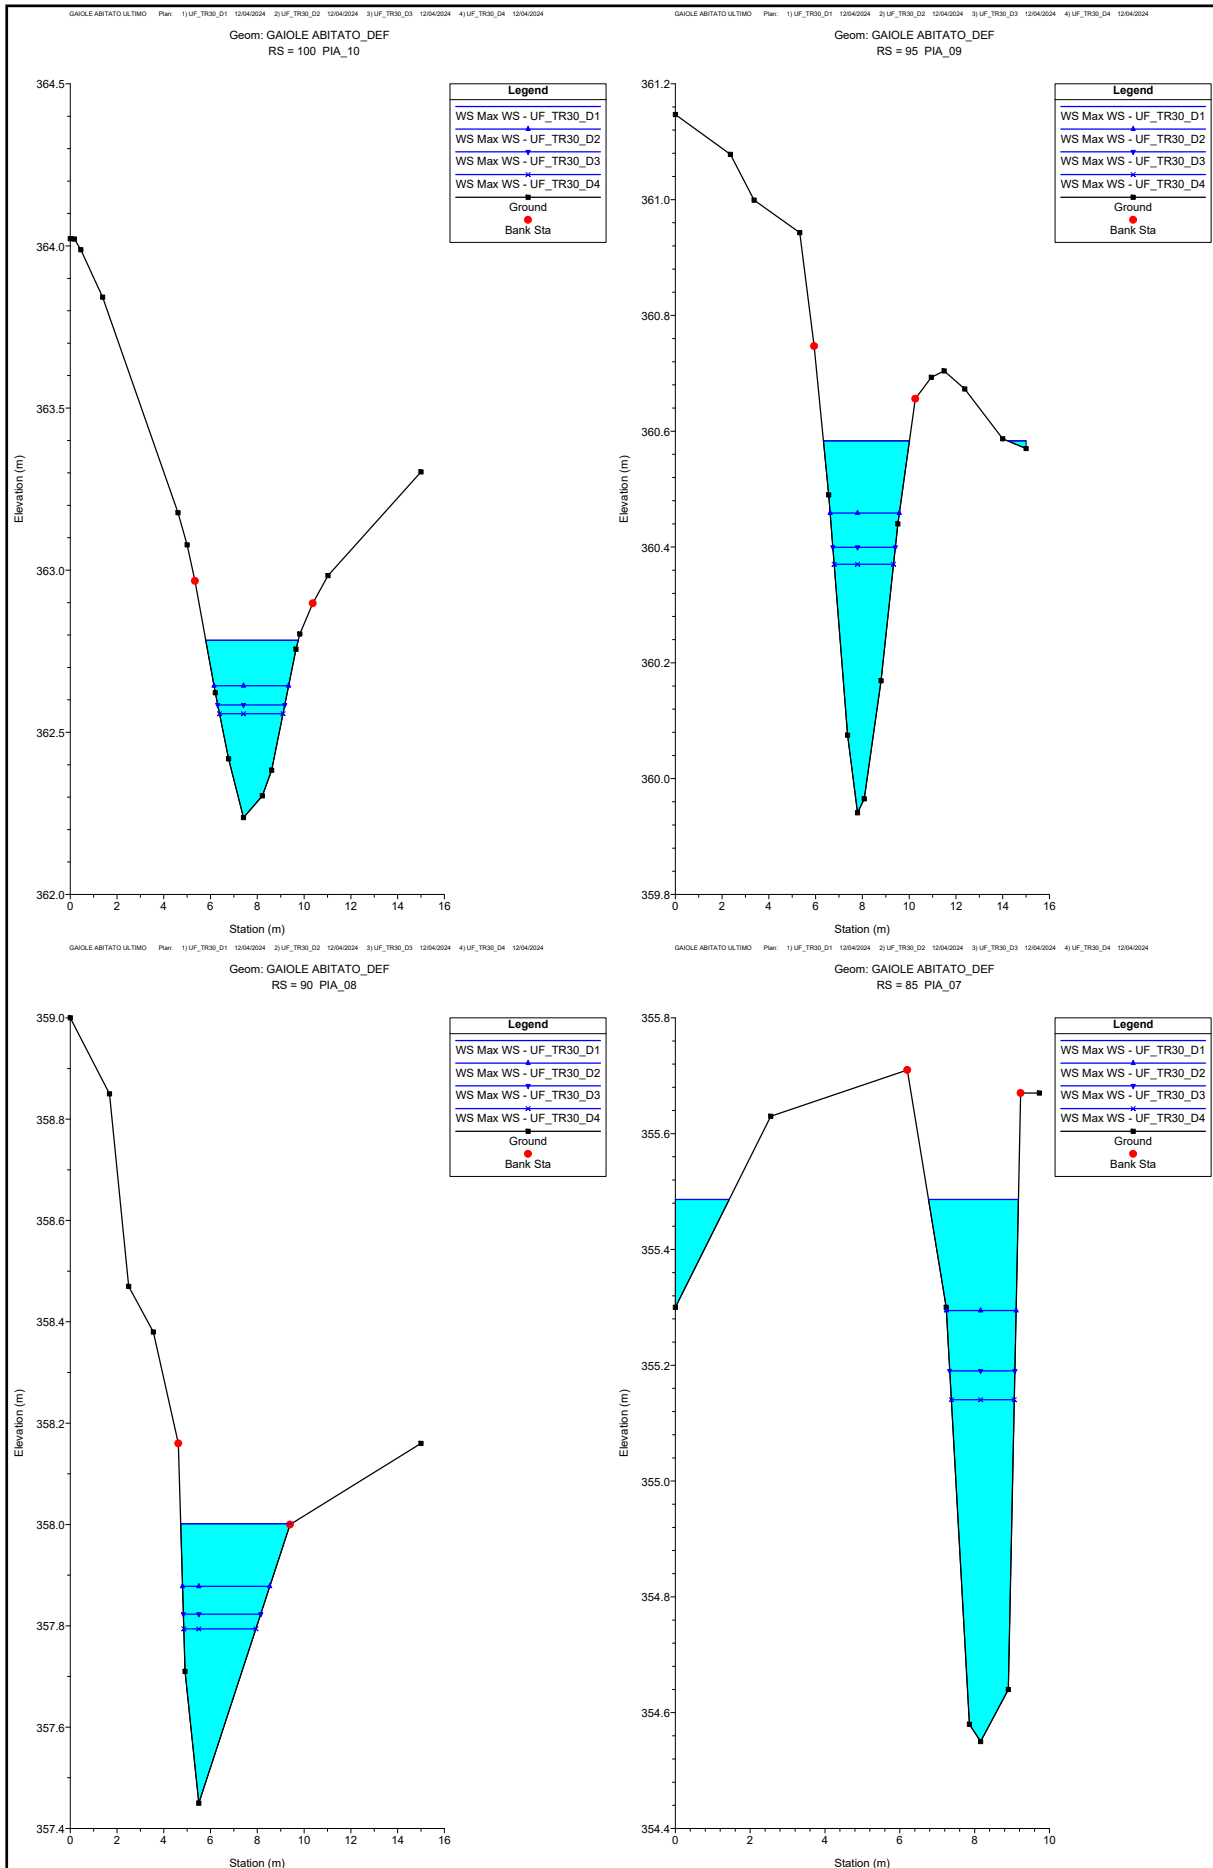 GAIOLE ABITATO ULTIMO Plan: 1) UF_TR30_D1 12/04/2024 2) UF_TR30_D2 12/04/2024 3) UF_TR30_D3 12/04/2024 4) UF_TR30_D4 12/04/2024
Geom: GAIOLE ABITATO_DEF
RS = 100 PIA_10
Legend
WS Max WS - UF_TR30_D1
WS Max WS - UF_TR30_D2
WS Max WS - UF_TR30_D3
WS Max WS - UF_TR30_D4
Ground
Bank Sta
Elevation (m)
364.5
364.0
363.5
363.0
362.5
362.0
0 2 4 6 8 10 12 14 16
Station (m)
GAIOLE ABITATO ULTIMO Plan: 1) UF_TR30_D1 12/04/2024 2) UF_TR30_D2 12/04/2024 3) UF_TR30_D3 12/04/2024 4) UF_TR30_D4 12/04/2024
Geom: GAIOLE ABITATO_DEF
RS = 95 PIA_09
Legend
WS Max WS - UF_TR30_D1
WS Max WS - UF_TR30_D2
WS Max WS - UF_TR30_D3
WS Max WS - UF_TR30_D4
Ground
Bank Sta
Elevation (m)
361.2
361.0
360.8
360.6
360.4
360.2
360.0
359.8
0 2 4 6 8 10 12 14 16
Station (m)
GAIOLE ABITATO ULTIMO Plan: 1) UF_TR30_D1 12/04/2024 2) UF_TR30_D2 12/04/2024 3) UF_TR30_D3 12/04/2024 4) UF_TR30_D4 12/04/2024
Geom: GAIOLE ABITATO_DEF
RS = 90 PIA_08
Legend
WS Max WS - UF_TR30_D1
WS Max WS - UF_TR30_D2
WS Max WS - UF_TR30_D3
WS Max WS - UF_TR30_D4
Ground
Bank Sta
Elevation (m)
359.0
358.8
358.6
358.4
358.2
358.0
357.8
357.6
357.4
0 2 4 6 8 10 12 14 16
Station (m)
GAIOLE ABITATO ULTIMO Plan: 1) UF_TR30_D1 12/04/2024 2) UF_TR30_D2 12/04/2024 3) UF_TR30_D3 12/04/2024 4) UF_TR30_D4 12/04/2024
Geom: GAIOLE ABITATO_DEF
RS = 85 PIA_07
Legend
WS Max WS - UF_TR30_D1
WS Max WS - UF_TR30_D2
WS Max WS - UF_TR30_D3
WS Max WS - UF_TR30_D4
Ground
Bank Sta
Elevation (m)
355.8
355.6
355.4
355.2
355.0
354.8
354.6
354.4
0 2 4 6 8 10
Station (m)